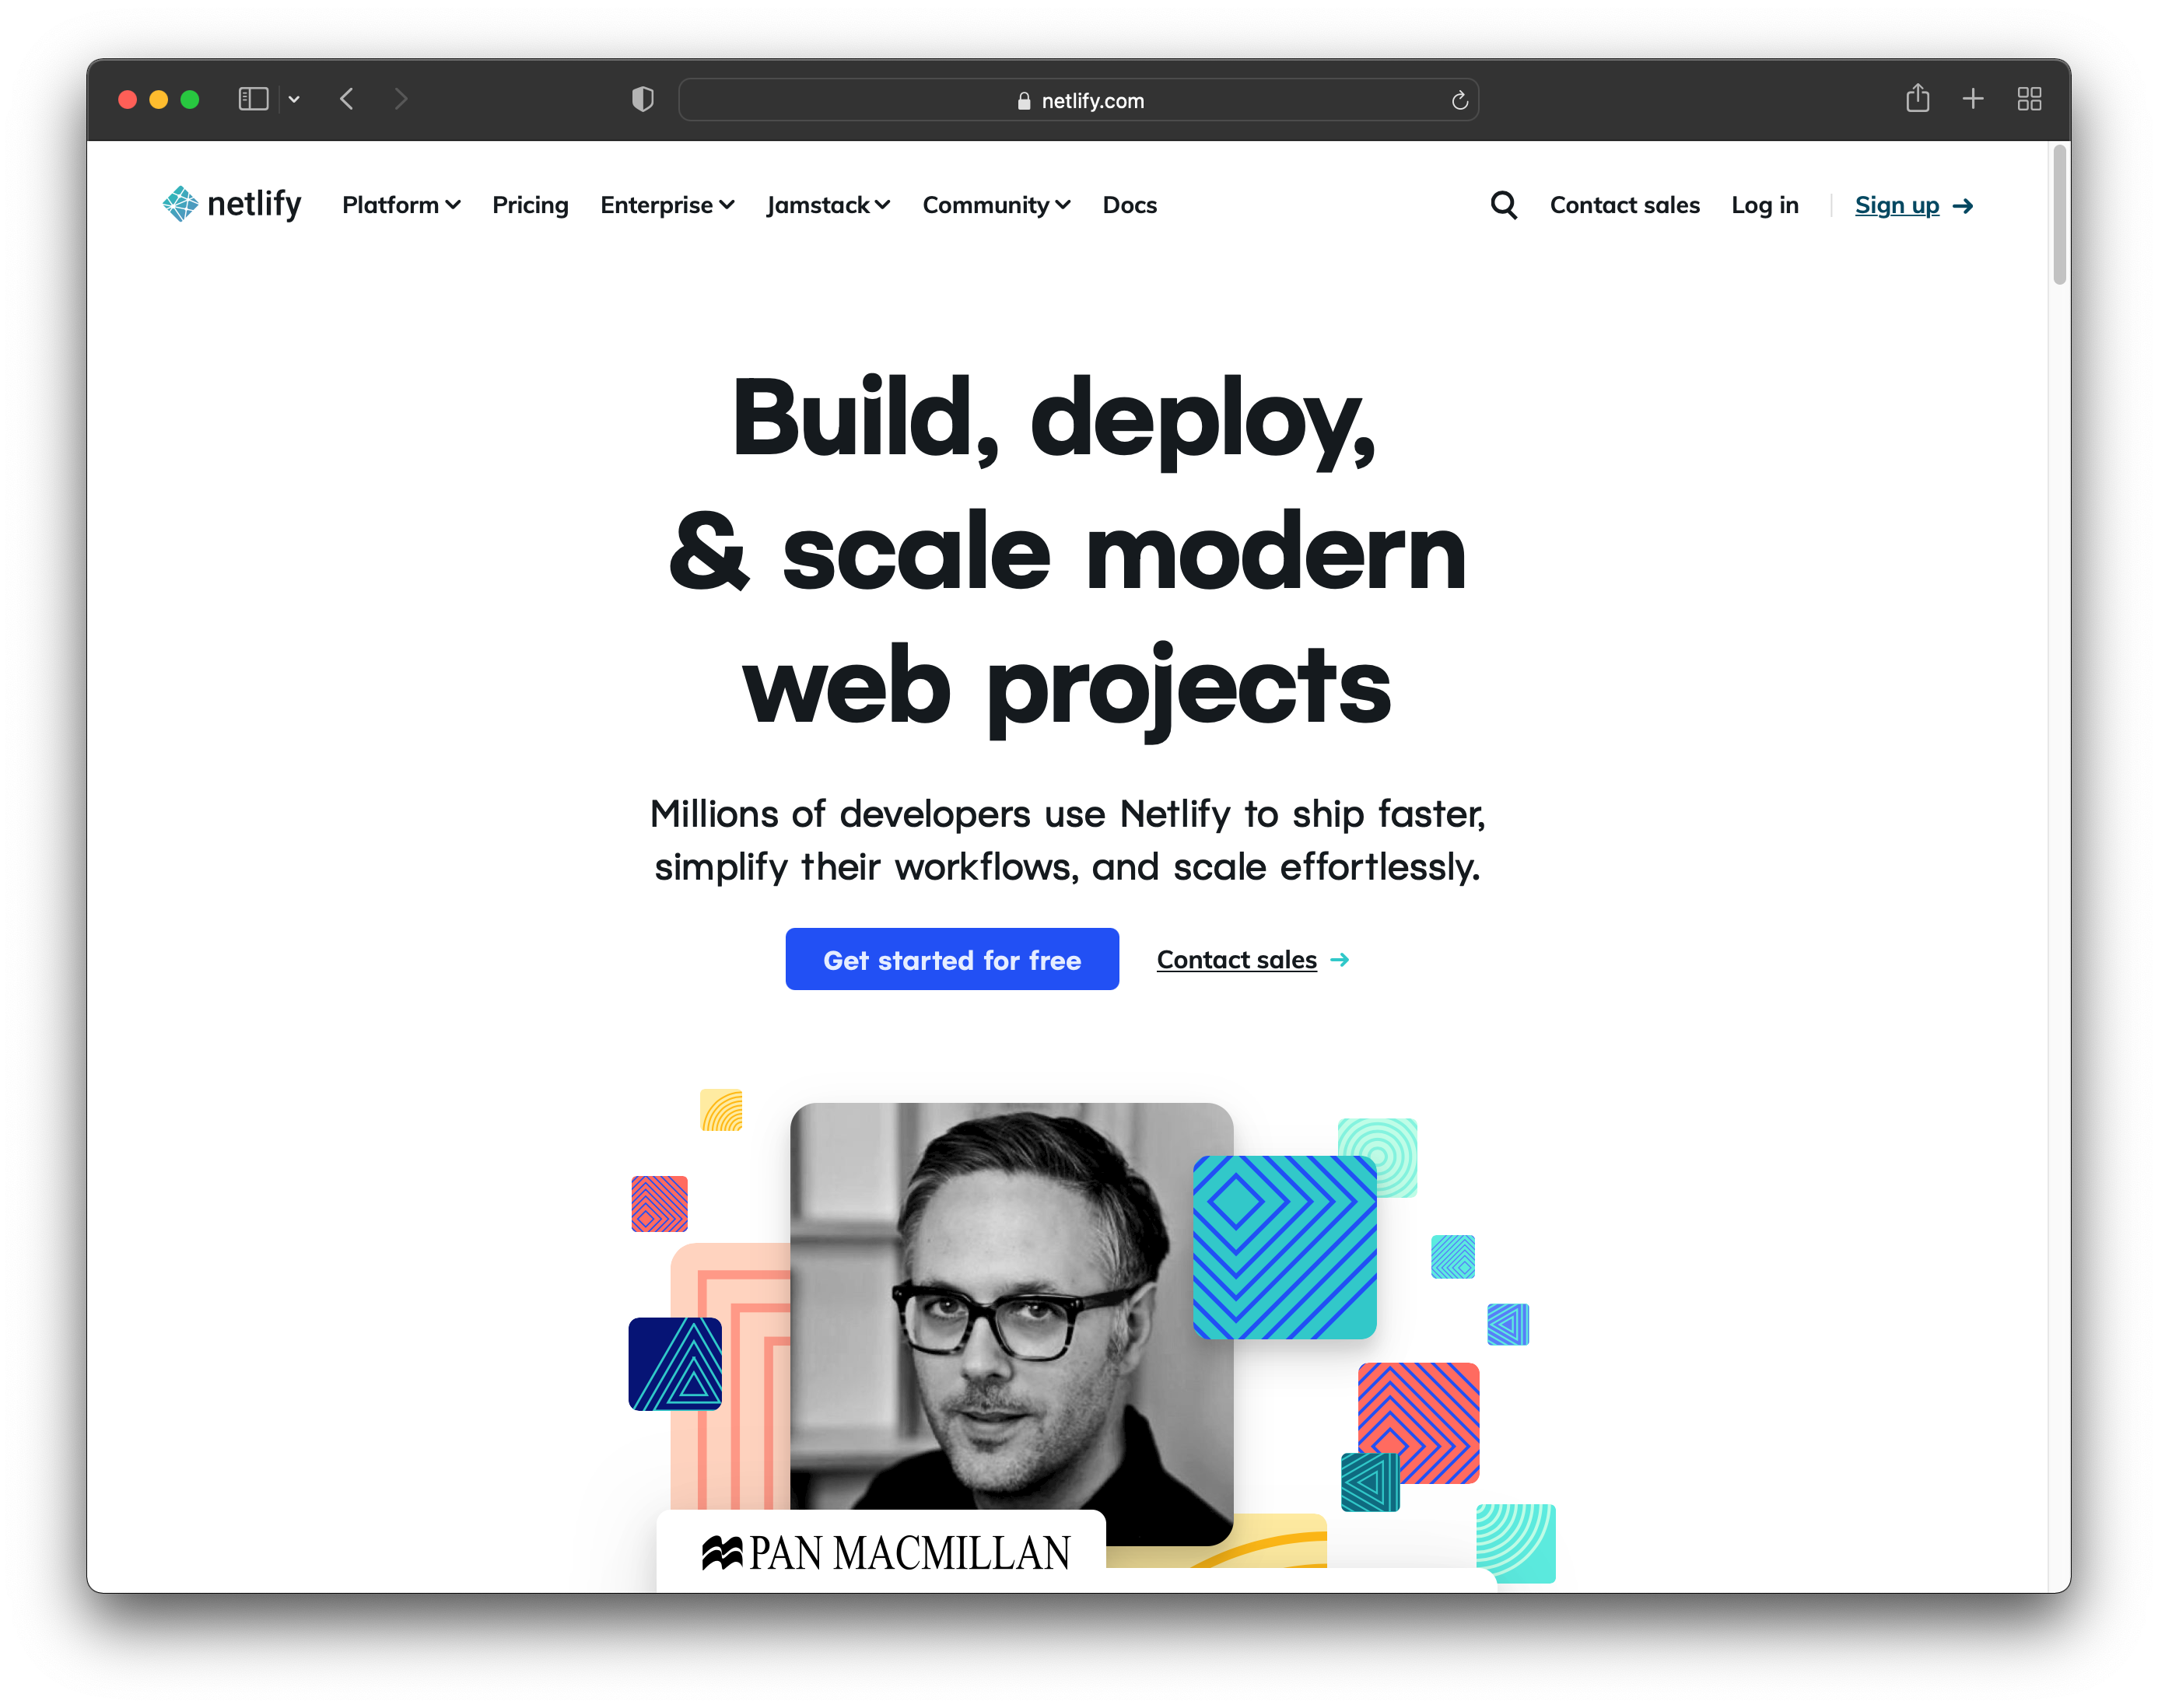 netlify.com
netlify Platform Pricing Enterprise Jamstack Community Docs Contact sales Log in Sign up →
Build, deploy,
& scale modern
web projects
Millions of developers use Netlify to ship faster,
simplify their workflows, and scale effortlessly.
Get started for free Contact sales →
PAN MACMILLAN